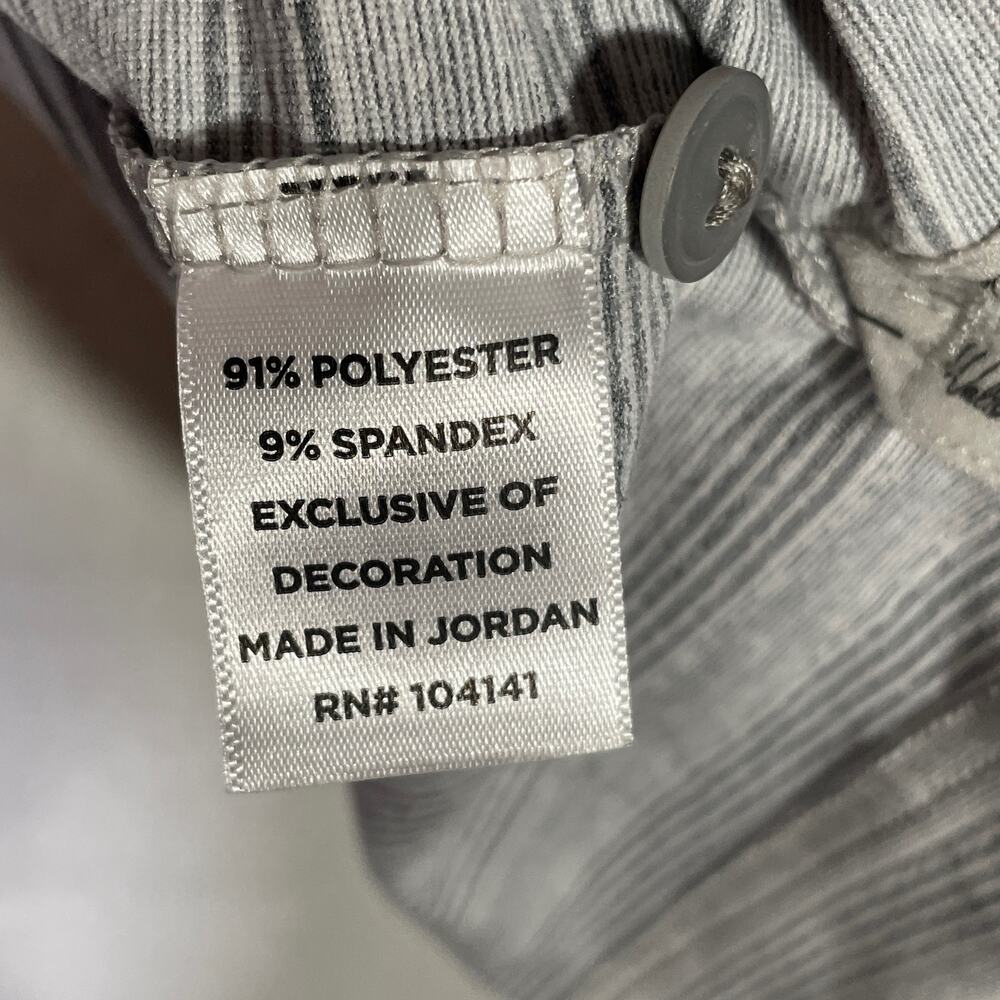 91% POLYESTER
9% SPANDEX
EXCLUSIVE OF
DECORATION
MADE IN JORDAN
RN# 104141